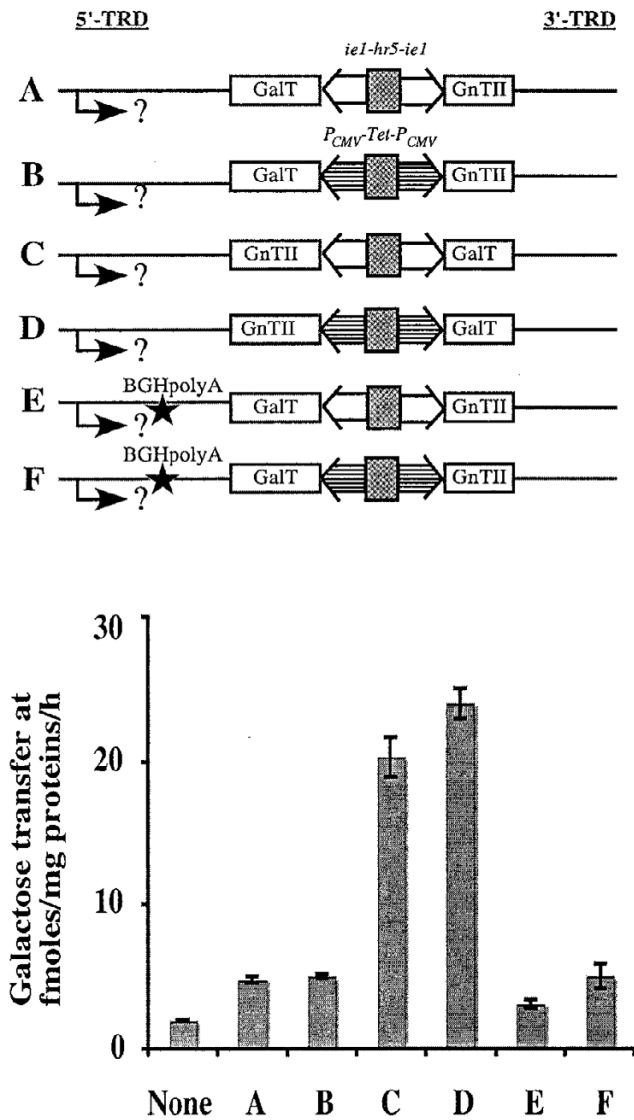 5'-TRD 3'-TRD
ie1-hr5-ie1
A ? GalT GnTII
P_CMV-Tet-P_CMV
B ? GalT GnTII
C ? GnTII GalT
D ? GnTII GalT
BGHpolyA
E ? GalT GnTII
BGHpolyA
F ? GalT GnTII
Galactose transfer at
fmoles/mg proteins/h
30
20
10
0
None A B C D E F